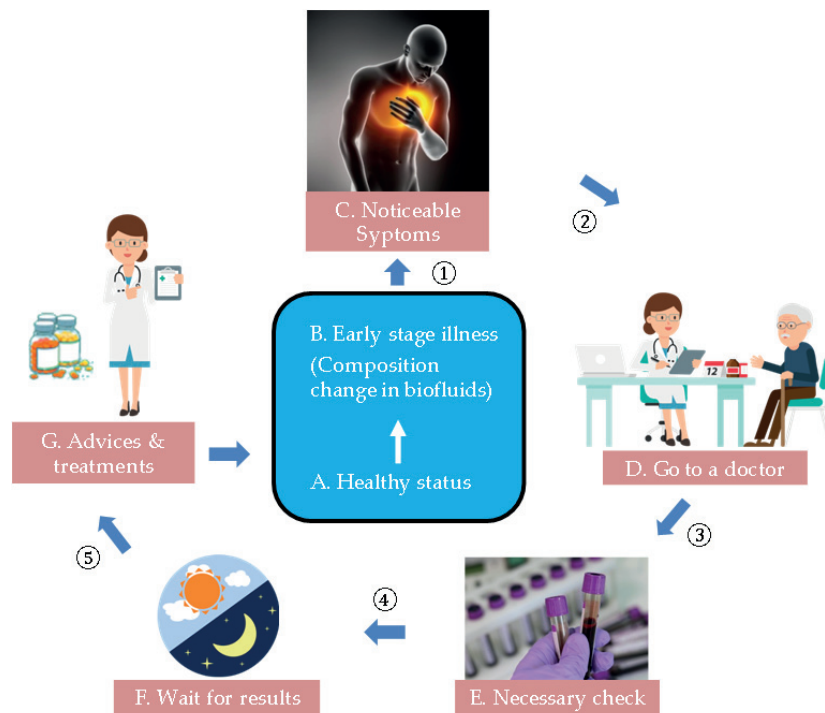 C. Noticeable
Syptoms
①
②
B. Early stage illness
(Composition
change in biofluids)
A. Healthy status
G. Advices &
treatments
12
D. Go to a doctor
③
⑤
④
F. Wait for results
E. Necessary check